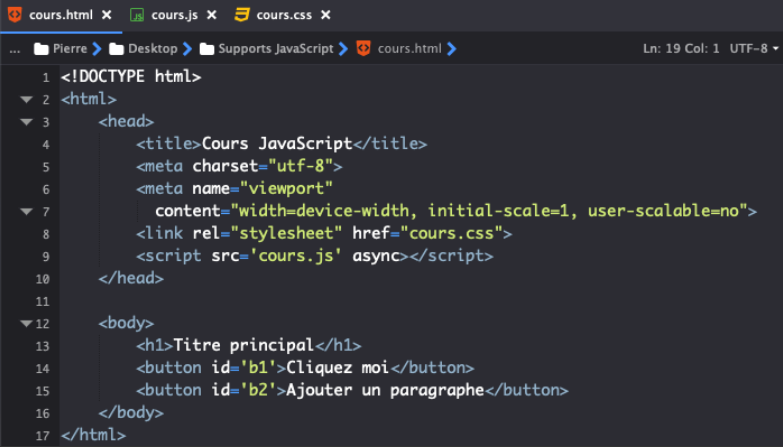 cours.html × cours.js × cours.css ×
... Pierre Desktop Supports JavaScript cours.html Ln: 19 Col: 1 UTF-8
1 <!DOCTYPE html>
2 <html>
3 <head>
4 <title>Cours JavaScript</title>
5 <meta charset="utf-8">
6 <meta name="viewport"
7 content="width=device-width, initial-scale=1, user-scalable=no">
8 <link rel="stylesheet" href="cours.css">
9 <script src='cours.js' async></script>
10 </head>
11
12 <body>
13 <h1>Titre principal</h1>
14 <button id='b1'>Cliquez moi</button>
15 <button id='b2'>Ajouter un paragraphe</button>
16 </body>
17 </html>